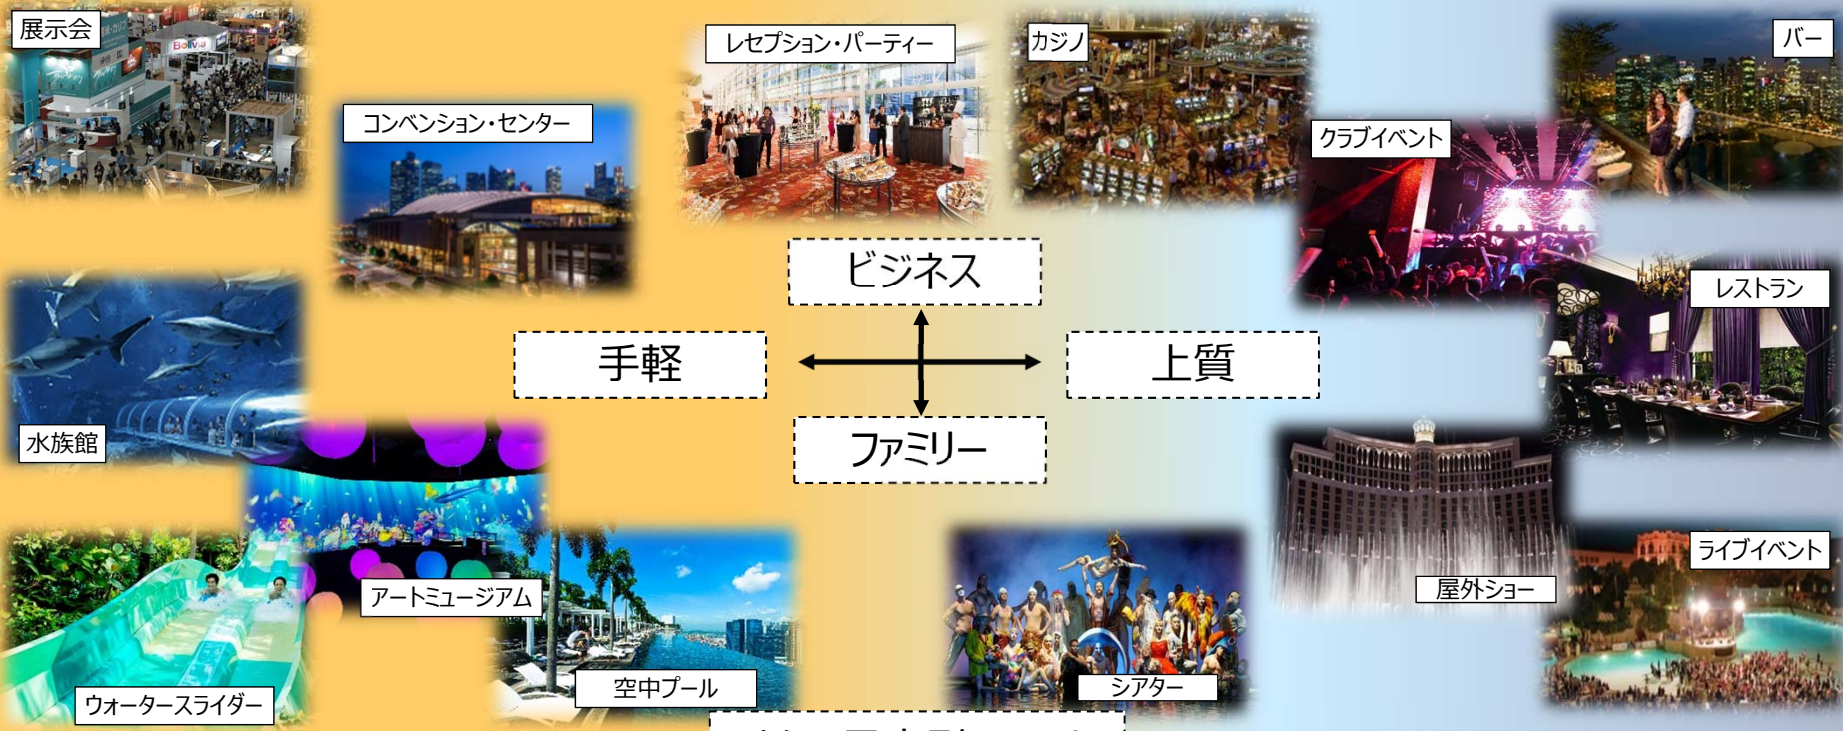 展示会
Bolivia
コンベンション・センター
レセプション・パーティー
カジノ
バー
クラブイベント
ビジネス
レストラン
手軽
上質
ファミリー
水族館
アートミュージアム
屋外ショー
ライブイベント
ウォータースライダー
空中プール
シアター